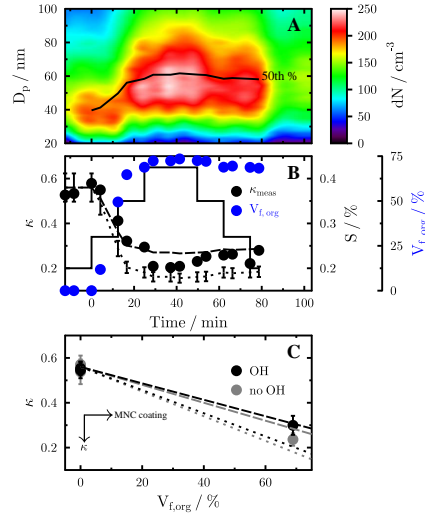 A
100
80
60
40
20
D_p / nm
50th %
250
200
150
100
50
0
dN / cm^-3
B
0.6
0.4
0.2
κ
κ_meas
V_f, org
0.4
0.3
0.2
S / %
75
50
25
0
V_f,org / %
0 20 40 60 80 100
Time / min
C
0.6
0.4
0.2
κ
OH
no OH
MNC coating
κ
0 20 40 60
V_f,org / %